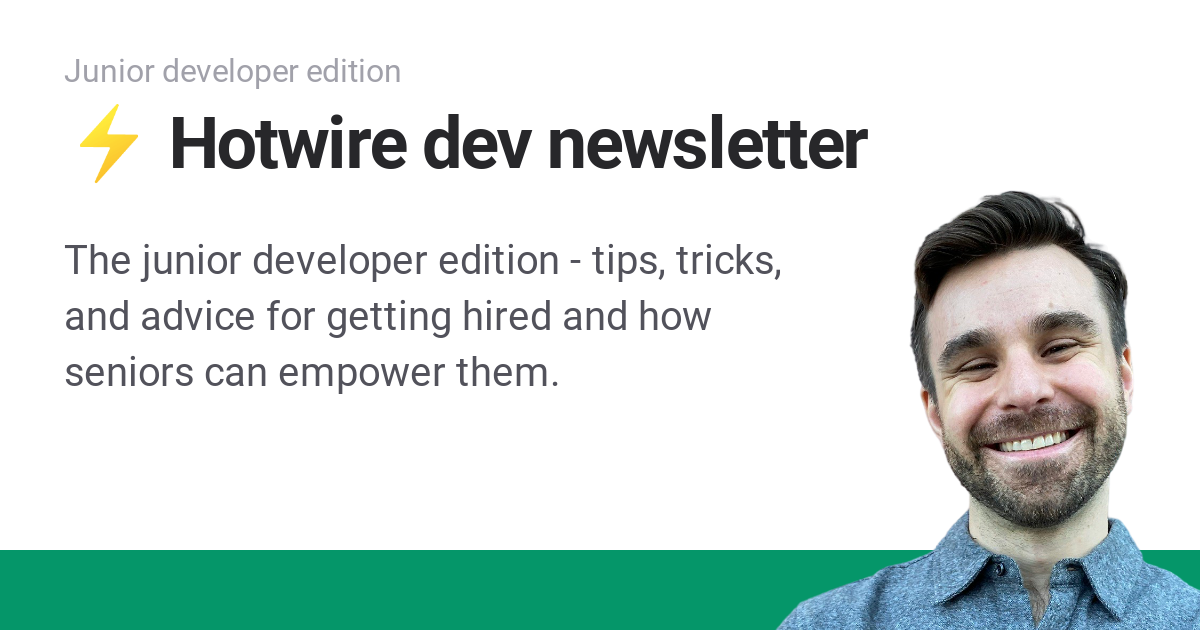 Junior developer edition
⚡ Hotwire dev newsletter
The junior developer edition - tips, tricks,
and advice for getting hired and how
seniors can empower them.